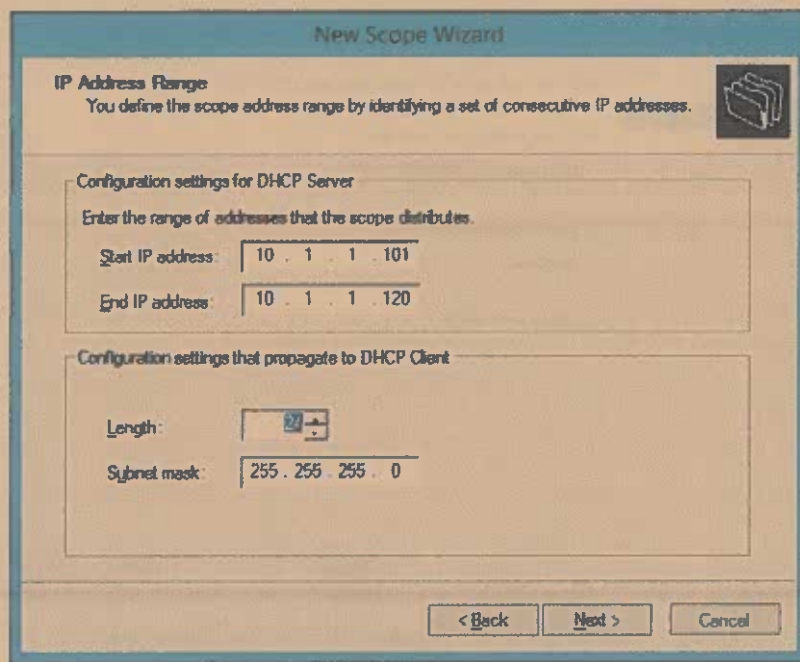 New Scope Wizard
IP Address Range
You define the scope address range by identifying a set of consecutive IP addresses.
Configuration settings for DHCP Server
Enter the range of addresses that the scope distributes.
Start IP address: 10 . 1 . 1 . 101
End IP address: 10 . 1 . 1 . 120
Configuration settings that propagate to DHCP Client
Length: 24
Subnet mask: 255 . 255 . 255 . 0
< Back Next > Cancel